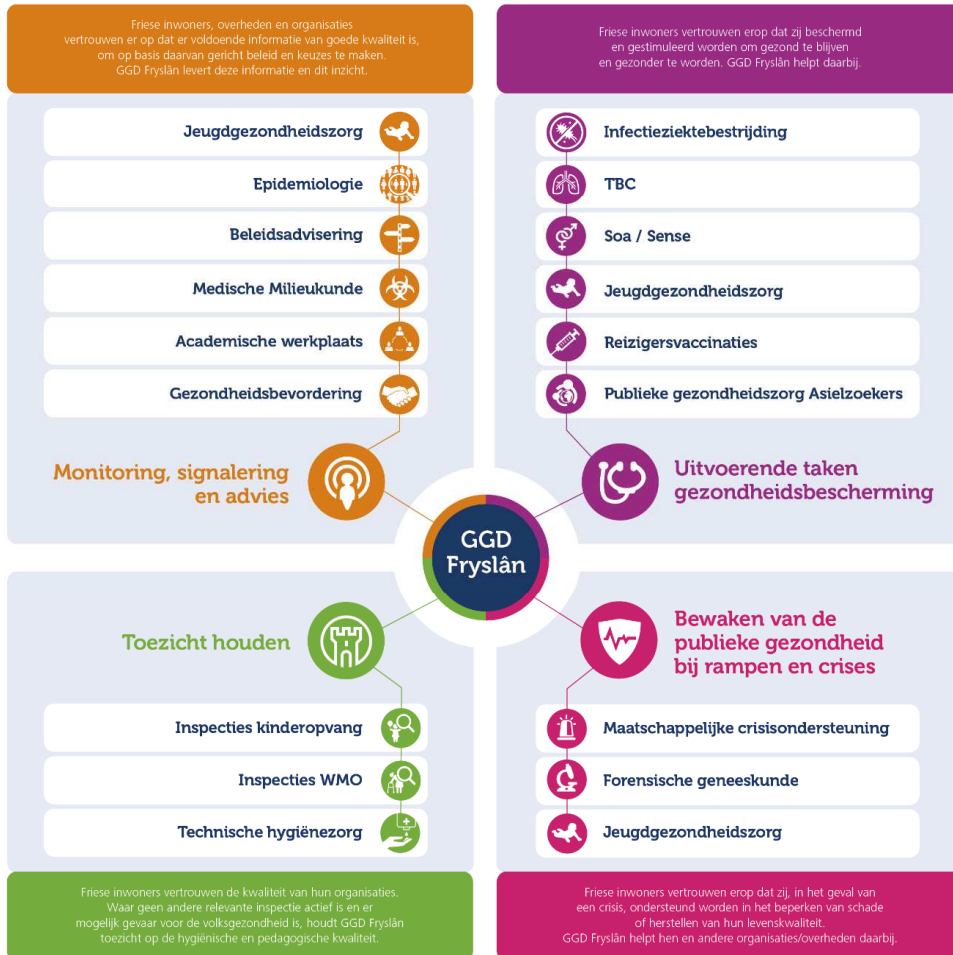 Friese inwoners, overheden en organisaties
vertrouwen er op dat er voldoende informatie van goede kwaliteit is,
om op basis daarvan gericht beleid en keuzes te maken.
GGD Fryslân levert deze informatie en dit inzicht.
Jeugdgezondheidszorg
Epidemiologie
Beleidsadvisering
Medische Milieukunde
Academische werkplaats
Gezondheidsbevordering
Monitoring, signalering
en advies
Friese inwoners vertrouwen erop dat zij beschermd
en gestimuleerd worden om gezond te blijven
en gezonder te worden. GGD Fryslân helpt daarbij.
Infectieziektebestrijding
TBC
Soa / Sense
Jeugdgezondheidszorg
Reizigersvaccinaties
Publieke gezondheidszorg Asielzoekers
Uitvoerende taken
gezondheidsbescherming
GGD
Fryslân
Toezicht houden
Inspecties kinderopvang
Inspecties WMO
Technische hygiënezorg
Friese inwoners vertrouwen de kwaliteit van hun organisaties.
Waar geen andere relevante inspectie actief is en er
mogelijk gevaar voor de volksgezondheid is, houdt GGD Fryslân
toezicht op de hygiënische en pedagogische kwaliteit.
Bewaken van de
publieke gezondheid
bij rampen en crises
Maatschappelijke crisisondersteuning
Forensische geneeskunde
Jeugdgezondheidszorg
Friese inwoners vertrouwen erop dat zij, in het geval van
een crisis, ondersteund worden in het beperken van schade
of herstellen van hun levenskwaliteit.
GGD Fryslân helpt hen en andere organisaties/overheden daarbij.